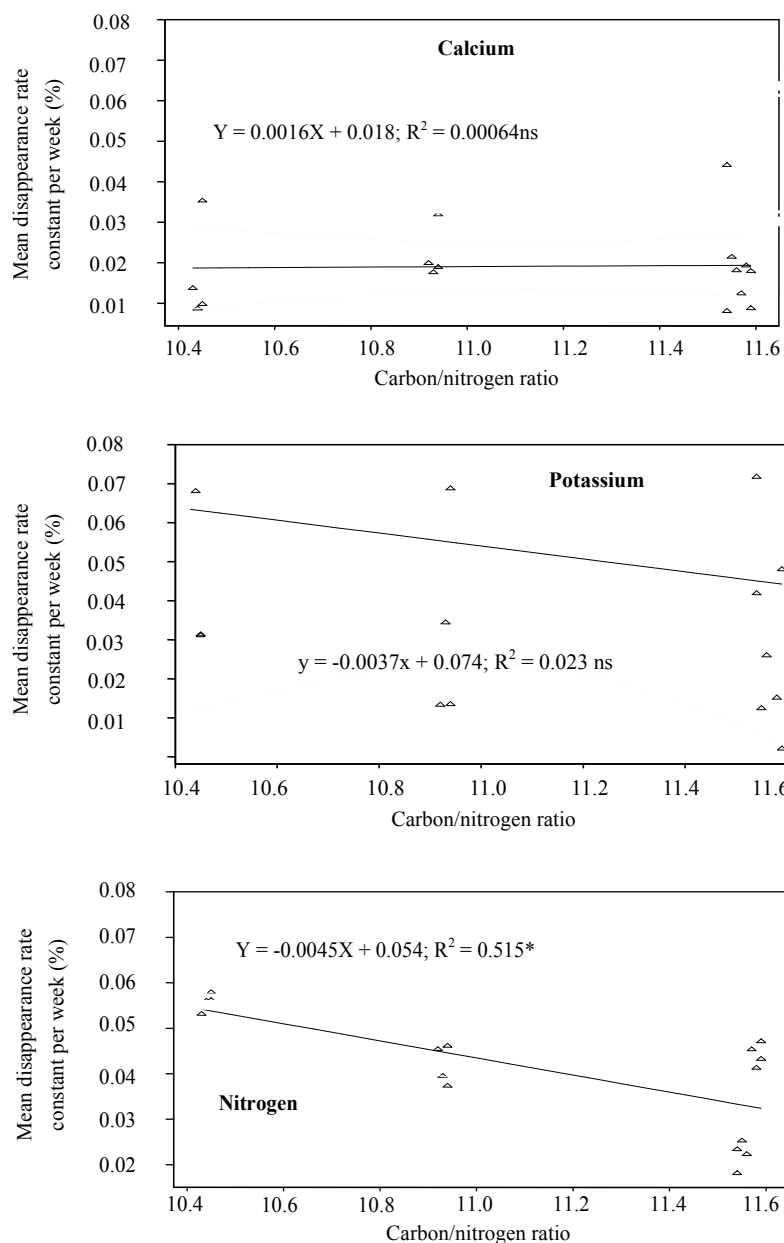 Calcium
Mean disappearance rate
constant per week (%)
0.08
0.07
0.06
0.05
0.04
0.03
0.02
0.01
Y = 0.0016X + 0.018; R² = 0.00064ns
10.4 10.6 10.8 11.0 11.2 11.4 11.6
Carbon/nitrogen ratio
Potassium
Mean disappearance rate
constant per week (%)
0.08
0.07
0.06
0.05
0.04
0.03
0.02
0.01
y = -0.0037x + 0.074; R² = 0.023 ns
10.4 10.6 10.8 11.0 11.2 11.4 11.6
Carbon/nitrogen ratio
Mean disappearance rate
constant per week (%)
0.08
0.07
0.06
0.05
0.04
0.03
0.02
Y = -0.0045X + 0.054; R² = 0.515*
Nitrogen
10.4 10.6 10.8 11.0 11.2 11.4 11.6
Carbon/nitrogen ratio